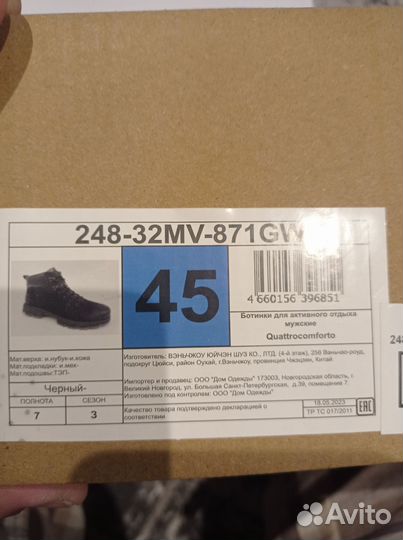 248-32MV-871GW
45
4 660156 396851
Ботинки для активного отдыха
мужские
Quattrocomforto
Мат.верха: и.нубук-и.кожа
Мат.подкладки: и.мех-
Мат.подошвы:ТЭП-
Черный-
ПОЛНОТА СЕЗОН
7 3
Изготовитель: ВЭНЬЧЖОУ ЮЙЧЭН ШУЗ КО., ЛТД. (4-й этаж), 256 Ваньчао-роуд,
подокруг Цюйси, район Оухай, г.Вэньчжоу, провинция Чжэцзян, Китай.
Импортер и продавец: ООО "Дом Одежды" 173003, Новгородская область, г.
Великий Новгород, ул. Большая Санкт-Петербургская, д.39, помещение 7.
Изготовлено под контролем: ООО "Дом Одежды"
Качество товара подтверждено декларацией о
соответствии
18.05.2023
ТР ТС 017/2011
EAC
248
Avito